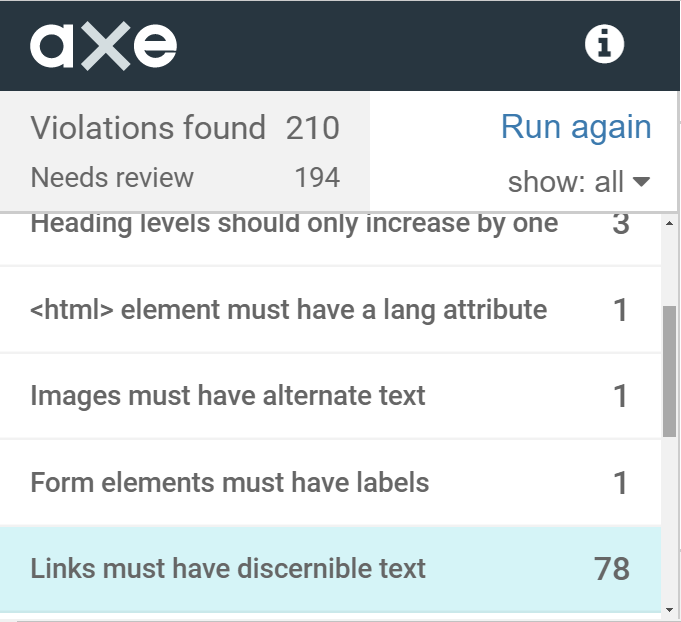 axe
Violations found 210
Needs review 194
Run again
show: all
Heading levels should only increase by one 3
<html> element must have a lang attribute 1
Images must have alternate text 1
Form elements must have labels 1
Links must have discernible text 78